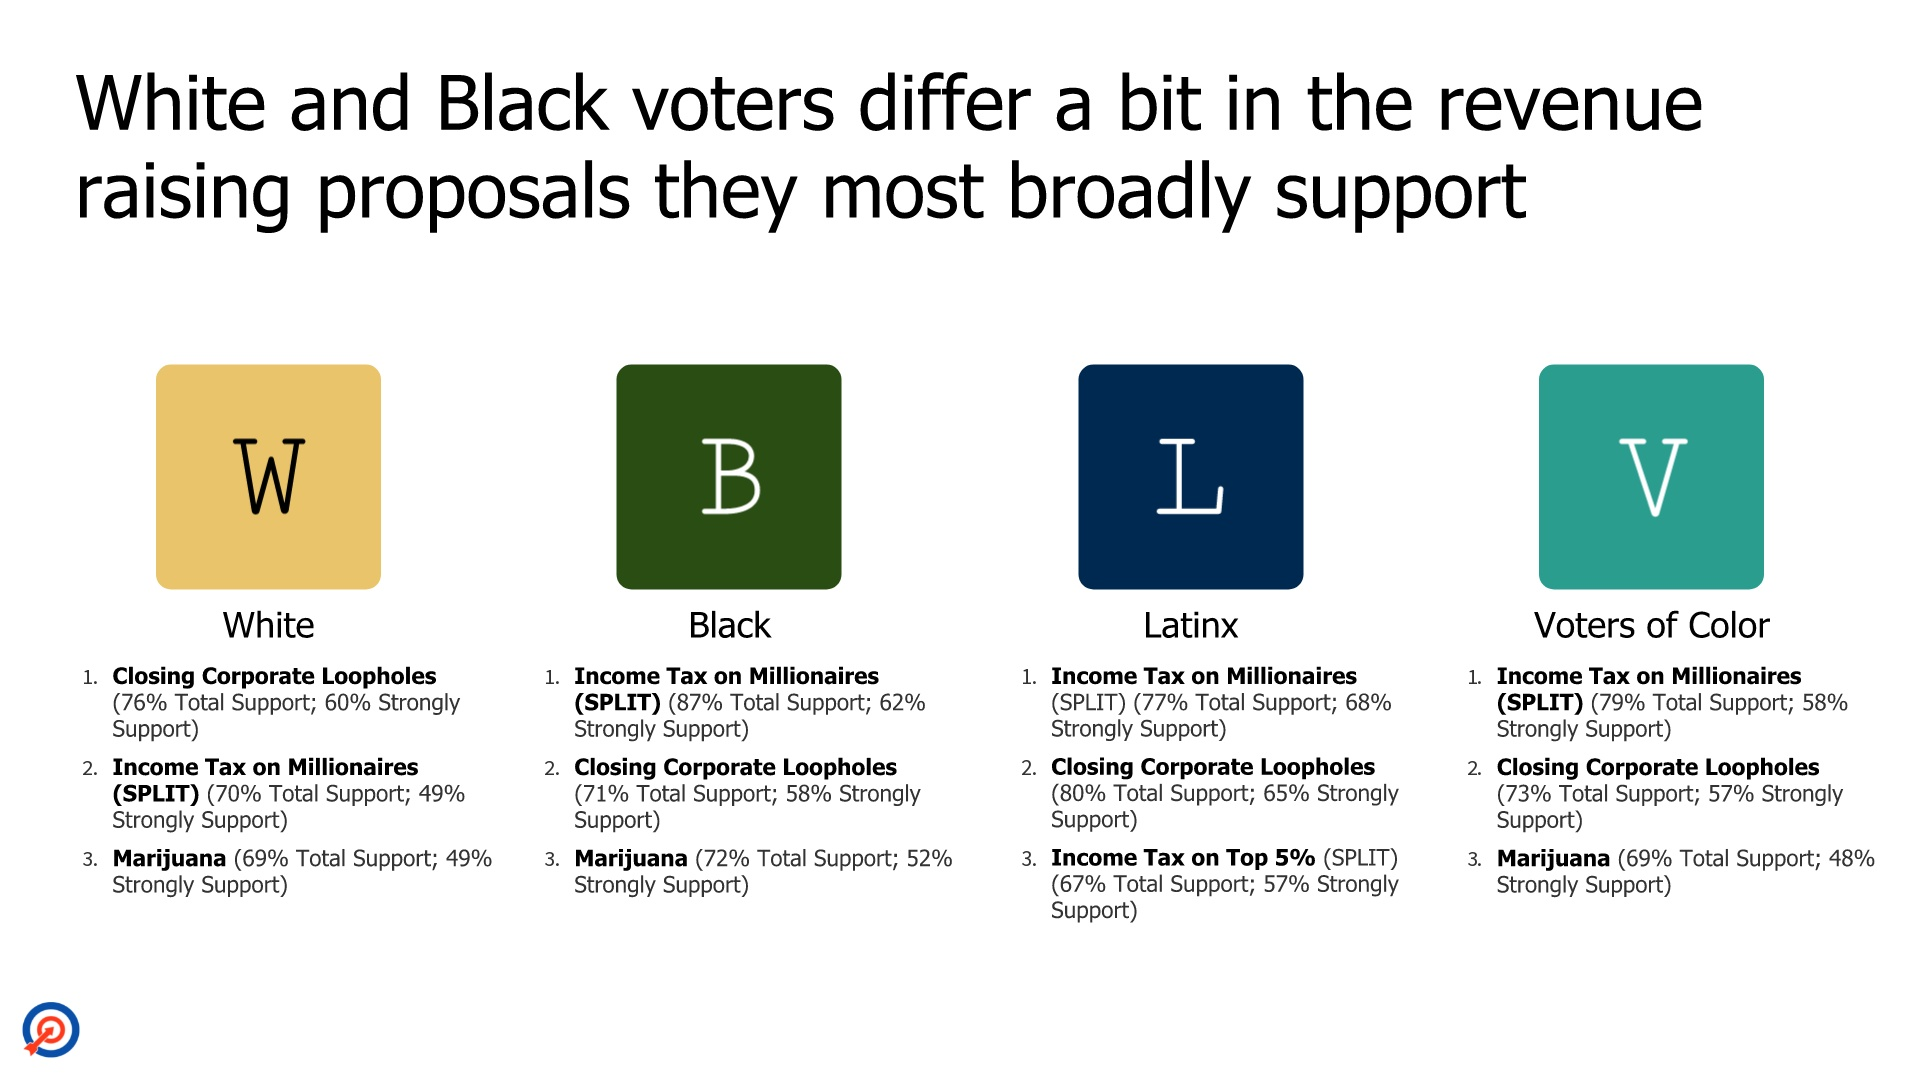 White and Black voters differ a bit in the revenue
raising proposals they most broadly support
W
White
1. Closing Corporate Loopholes
(76% Total Support; 60% Strongly
Support)
2. Income Tax on Millionaires
(SPLIT) (70% Total Support; 49%
Strongly Support)
3. Marijuana (69% Total Support; 49%
Strongly Support)
B
Black
1. Income Tax on Millionaires
(SPLIT) (87% Total Support; 62%
Strongly Support)
2. Closing Corporate Loopholes
(71% Total Support; 58% Strongly
Support)
3. Marijuana (72% Total Support; 52%
Strongly Support)
L
Latinx
1. Income Tax on Millionaires
(SPLIT) (77% Total Support; 68%
Strongly Support)
2. Closing Corporate Loopholes
(80% Total Support; 65% Strongly
Support)
3. Income Tax on Top 5% (SPLIT)
(67% Total Support; 57% Strongly
Support)
V
Voters of Color
1. Income Tax on Millionaires
(SPLIT) (79% Total Support; 58%
Strongly Support)
2. Closing Corporate Loopholes
(73% Total Support; 57% Strongly
Support)
3. Marijuana (69% Total Support; 48%
Strongly Support)